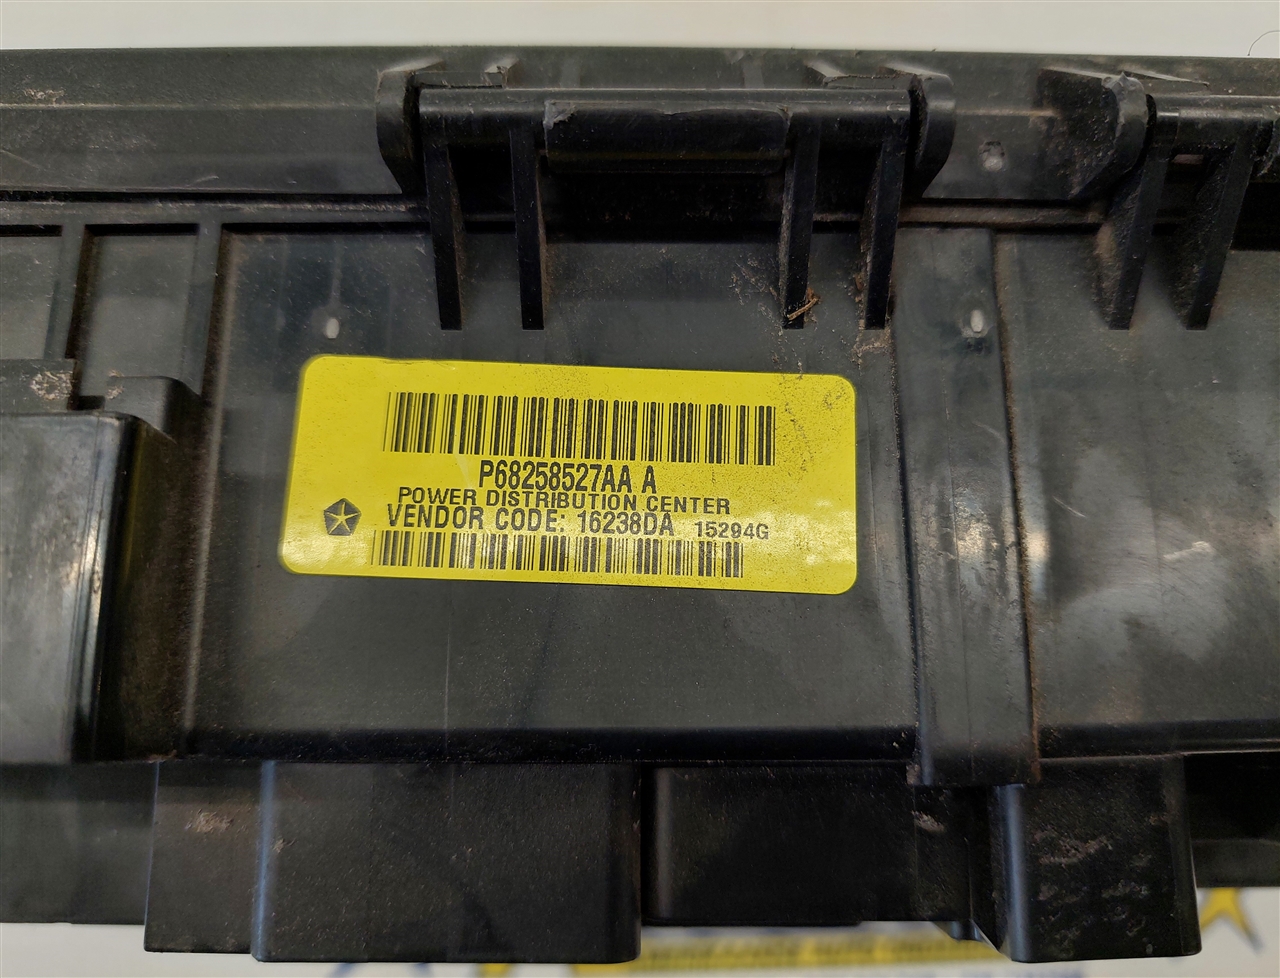 P68258527AA A
POWER DISTRIBUTION CENTER
VENDOR CODE: 16238DA 15294G